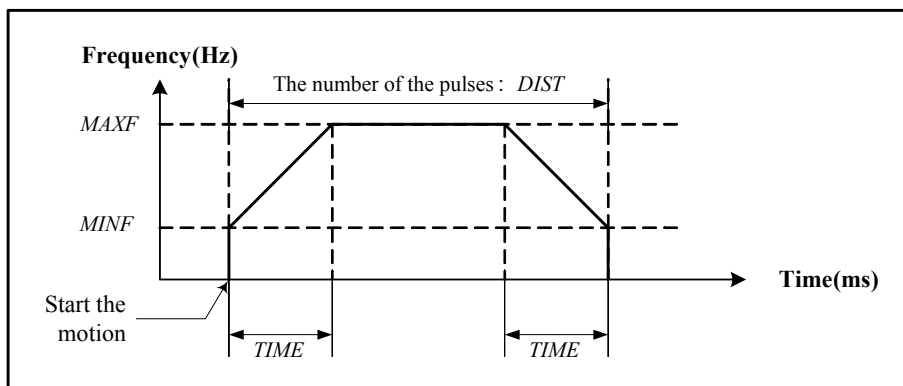 Frequency(Hz)
The number of the pulses : DIST
MAXF
MINF
Time(ms)
Start the
motion
TIME
TIME